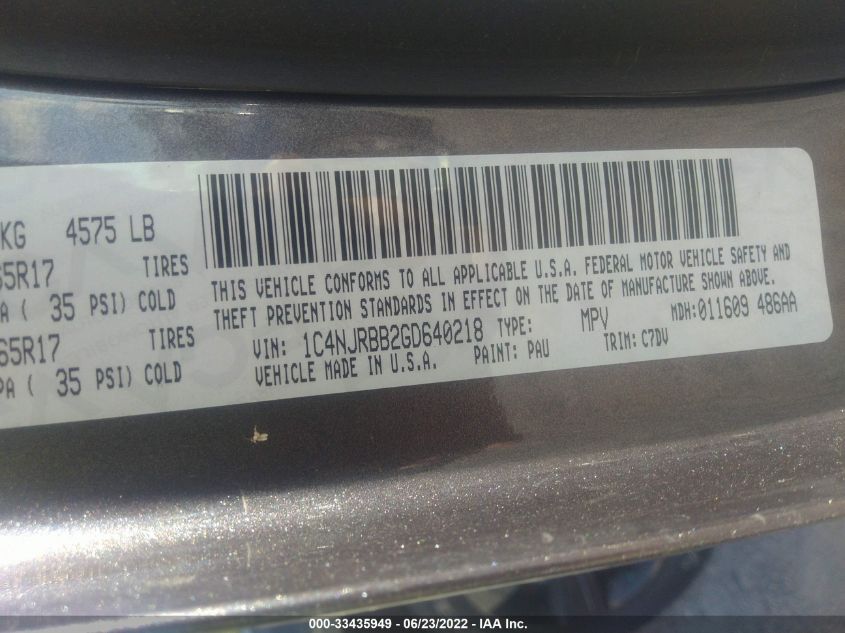 KG 4575 LB
65R17 TIRES
A ( 35 PSI) COLD
65R17 TIRES
PA ( 35 PSI) COLD
THIS VEHICLE CONFORMS TO ALL APPLICABLE U.S.A. FEDERAL MOTOR VEHICLE SAFETY AND
THEFT PREVENTION STANDARDS IN EFFECT ON THE DATE OF MANUFACTURE SHOWN ABOVE.
VIN: 1C4NJRBB2GD640218 TYPE: MPV MDH:011609 486AA
VEHICLE MADE IN U.S.A. PAINT: PAU TRIM: C7DV
000-33435949 - 06/23/2022 - IAA Inc.